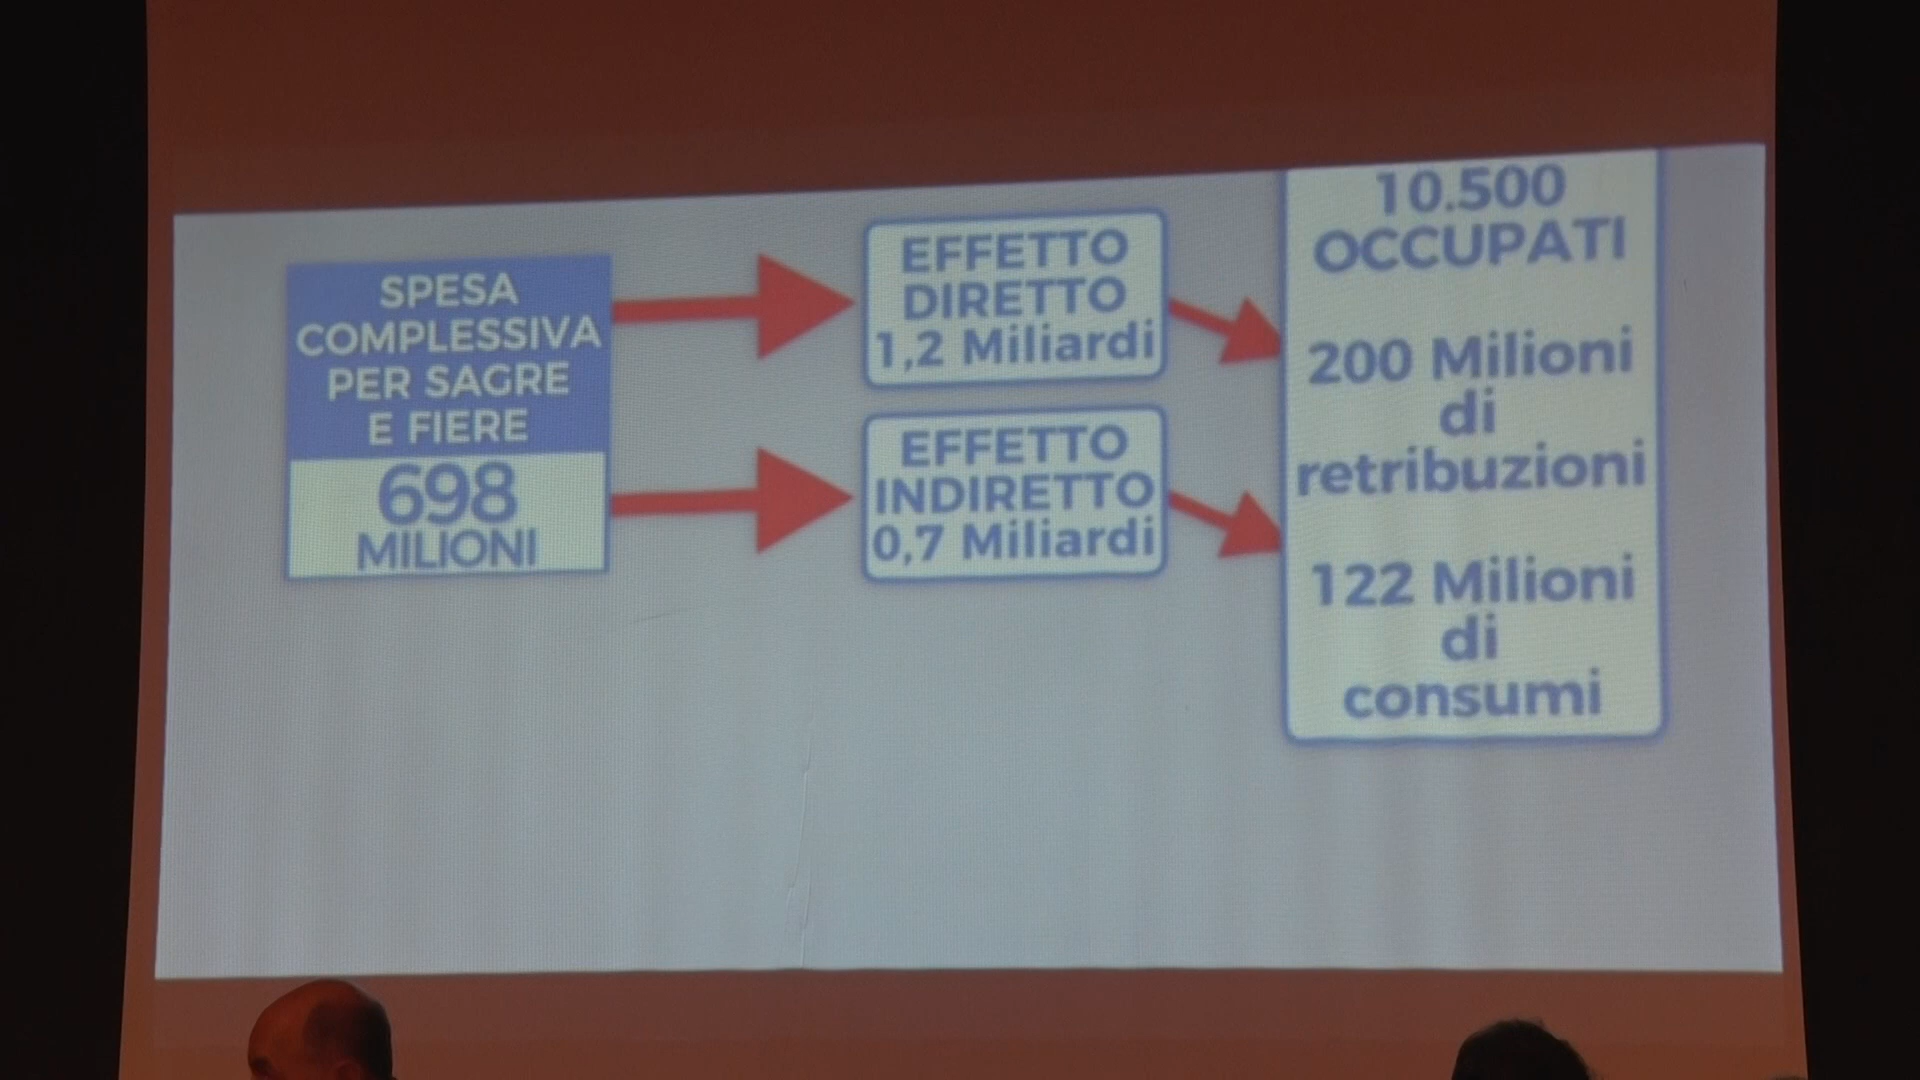 SPESA
COMPLESSIVA
PER SAGRE
E FIERE
698
MILIONI
EFFETTO
DIRETTO
1,2 Miliardi
EFFETTO
INDIRETTO
0,7 Miliardi
10.500
OCCUPATI
200 Milioni
di
retribuzioni
122 Milioni
di
consumi